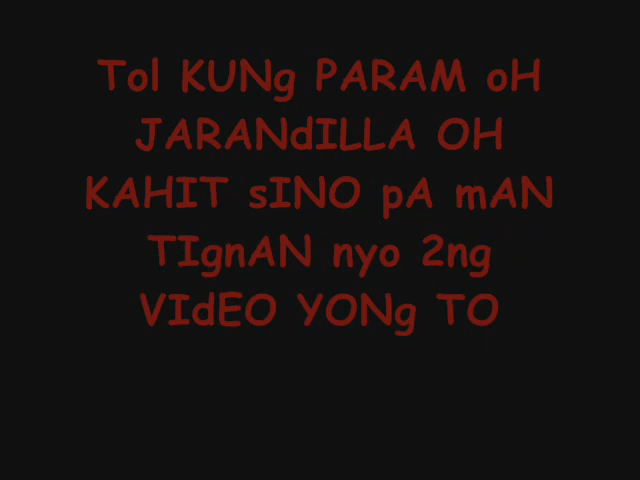 Tol KUNg PARAM oH
JARANdILLA OH
KAHIT sINO pA mAN
TIgnAN nyo 2ng
VIdEO YONg TO